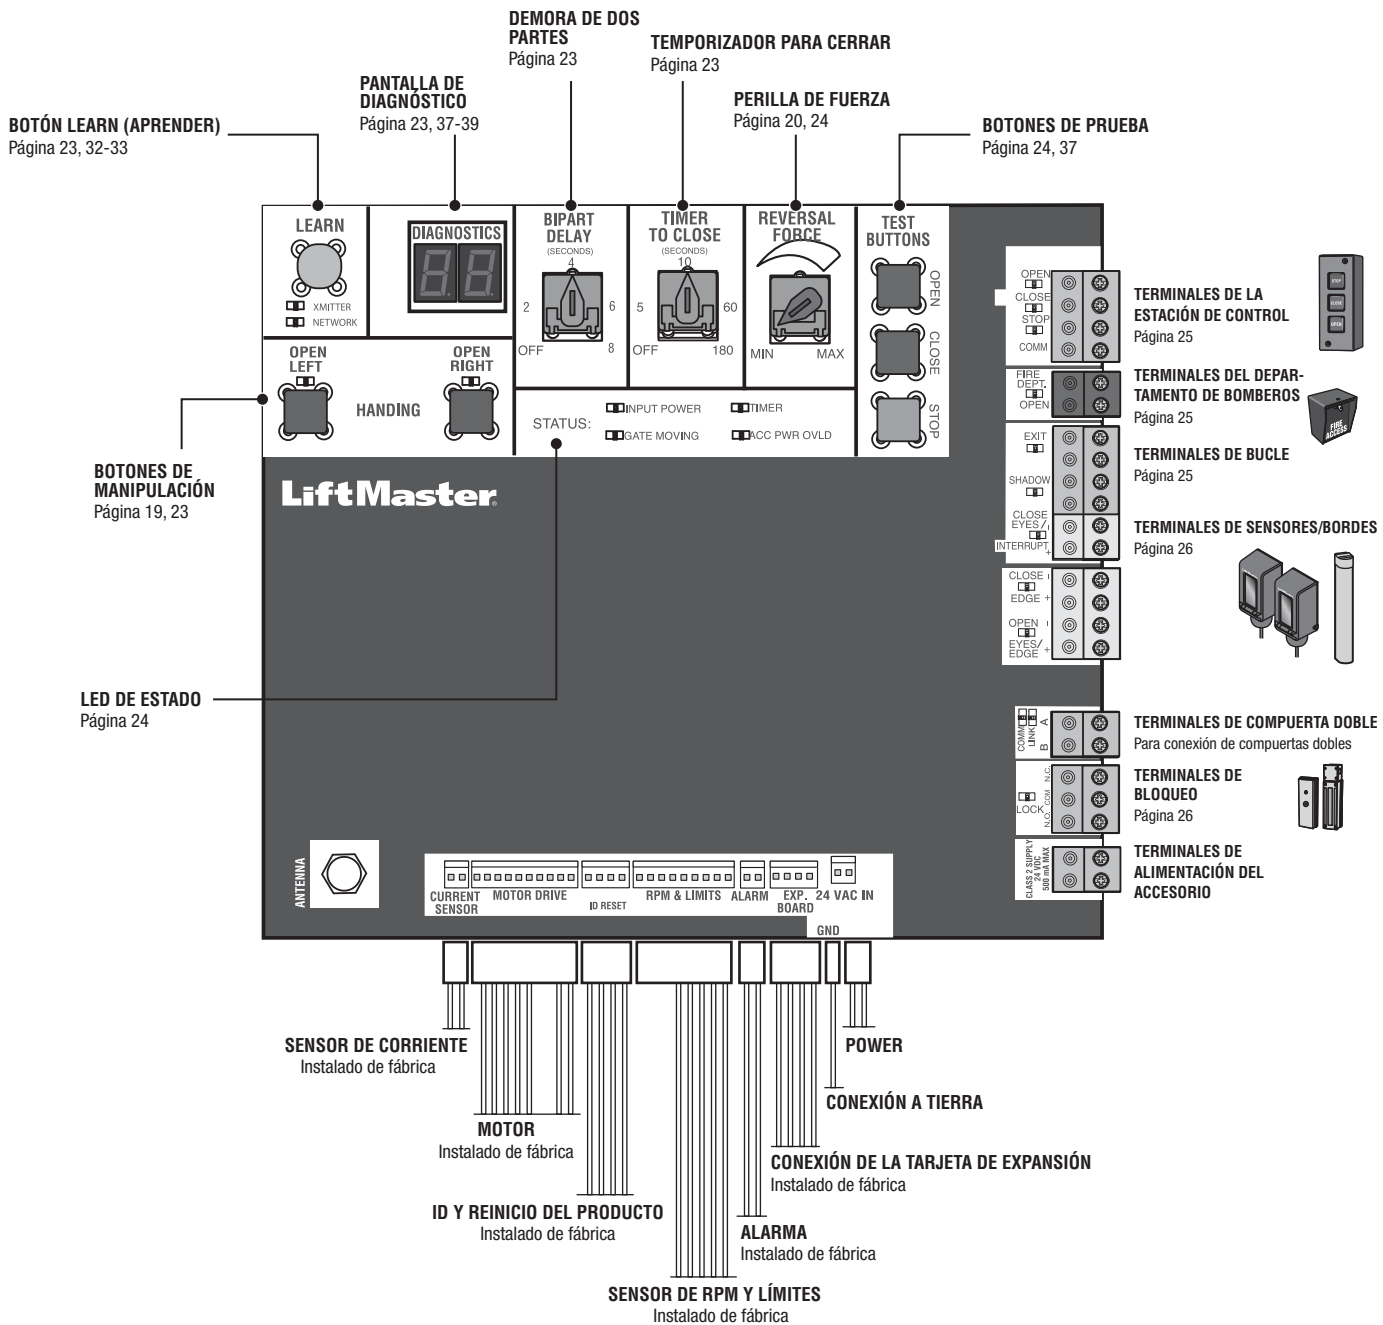 DEMORA DE DOS
PARTES
Página 23
TEMPORIZADOR PARA CERRAR
Página 23
PANTALLA DE
DIAGNÓSTICO
Página 23, 37-39
PERILLA DE FUERZA
Página 20, 24
BOTÓN LEARN (APRENDER)
Página 23, 32-33
BOTONES DE PRUEBA
Página 24, 37
LEARN
XMITTER
NETWORK
DIAGNOSTICS
88
BIPART
DELAY
(SECONDS)
4
2
6
OFF
8
TIMER
TO CLOSE
(SECONDS)
10
5
60
OFF
180
REVERSAL
FORCE
MIN
MAX
TEST
BUTTONS
OPEN
CLOSE
STOP
OPEN
LEFT
OPEN
RIGHT
HANDING
STATUS:
INPUT POWER
TIMER
GATE MOVING
ACC PWR OVLD
BOTONES DE
MANIPULACIÓN
Página 19, 23
LiftMaster
LED DE ESTADO
Página 24
OPEN
CLOSE
STOP
COMM
TERMINALES DE LA
ESTACIÓN DE CONTROL
Página 25
STOP
CLOSE
OPEN
FIRE
DEPT.
OPEN
TERMINALES DEL DEPAR-
TAMENTO DE BOMBEROS
Página 25
FIRE
ACCESS
EXIT
SHADOW
TERMINALES DE BUCLE
Página 25
CLOSE
EYES/ -
INTERRUPT +
TERMINALES DE SENSORES/BORDES
Página 26
CLOSE -
EDGE +
OPEN -
EYES/
EDGE +
COMM
LINK
A
B
TERMINALES DE COMPUERTA DOBLE
Para conexión de compuertas dobles
N.C.
COM
N.O.
LOCK
TERMINALES DE
BLOQUEO
Página 26
CLASS 2 SUPPLY
24 VDC
500 mA MAX
TERMINALES DE
ALIMENTACIÓN DEL
ACCESORIO
ANTENNA
CURRENT
SENSOR
MOTOR DRIVE
ID RESET
RPM & LIMITS
ALARM
EXP.
BOARD
24 VAC IN
GND
SENSOR DE CORRIENTE
Instalado de fábrica
POWER
CONEXIÓN A TIERRA
MOTOR
Instalado de fábrica
CONEXIÓN DE LA TARJETA DE EXPANSIÓN
Instalado de fábrica
ID Y REINICIO DEL PRODUCTO
Instalado de fábrica
ALARMA
Instalado de fábrica
SENSOR DE RPM Y LÍMITES
Instalado de fábrica